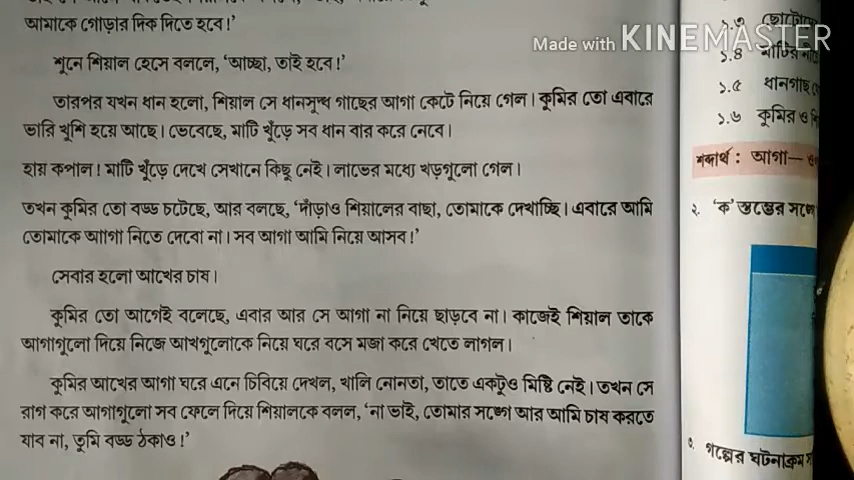 আমাকে গোড়ার দিক দিতে হবে!’
শুনে শিয়াল হেসে বললে, ‘আচ্ছা, তাই হবে!’
তারপর যখন ধান হলো, শিয়াল সে ধানসুদ্ধ গাছের আগা কেটে নিয়ে গেল। কুমির তো এবারে
ভারি খুশি হয়ে আছে। ভেবেছে, মাটি খুঁড়ে সব ধান বার করে নেবে।
হায় কপাল! মাটি খুঁড়ে দেখে সেখানে কিছু নেই। লাভের মধ্যে খড়গুলো গেল।
তখন কুমির তো বড্ড চটেছে, আর বলছে, ‘দাঁড়াও শিয়ালের বাছা, তোমাকে দেখাচ্ছি। এবারে আমি
তোমাকে আাগা নিতে দেবো না। সব আগা আমি নিয়ে আসব!’
সেবার হলো আখের চাষ।
কুমির তো আগেই বলেছে, এবার আর সে আগা না নিয়ে ছাড়বে না। কাজেই শিয়াল তাকে
আগাগুলো দিয়ে নিজে আখগুলোকে নিয়ে ঘরে বসে মজা করে খেতে লাগল।
কুমির আখের আগা ঘরে এনে চিবিয়ে দেখল, খালি নোনতা, তাতে একটুও মিষ্টি নেই। তখন সে
রাগ করে আগাগুলো সব ফেলে দিয়ে শিয়ালকে বলল, ‘না ভাই, তোমার সঙ্গে আর আমি চাষ করতে
যাব না, তুমি বড্ড ঠকাও!’
Made with KINEMASTER
১.৩
১.৪
১.৫ ধানগাছ
১.৬ কুমির ও
শব্দার্থ : আগা—
২. ‘ক’ স্তম্ভের সঙ্গে
৩. গল্পের ঘটনাক্রম